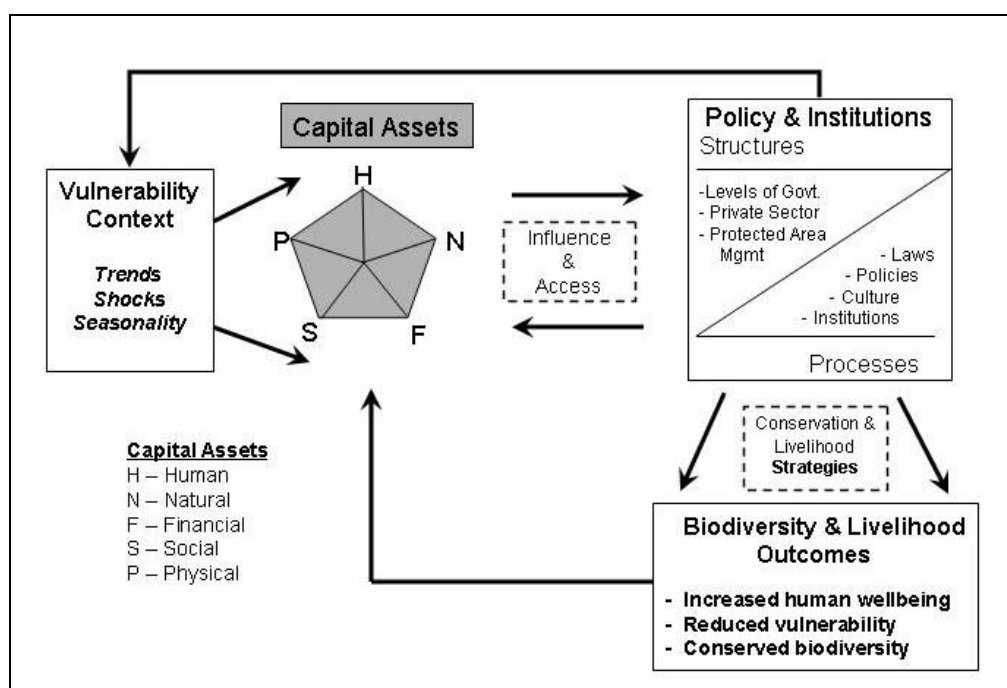 Capital Assets
H
P
N
S
F
Vulnerability
Context
Trends
Shocks
Seasonality
Influence
&
Access
Policy & Institutions
Structures
-Levels of Govt.
- Private Sector
- Protected Area
Mgmt
- Laws
- Policies
- Culture
- Institutions
Processes
Conservation &
Livelihood
Strategies
Capital Assets
H – Human
N – Natural
F – Financial
S – Social
P – Physical
Biodiversity & Livelihood
Outcomes
- Increased human wellbeing
- Reduced vulnerability
- Conserved biodiversity